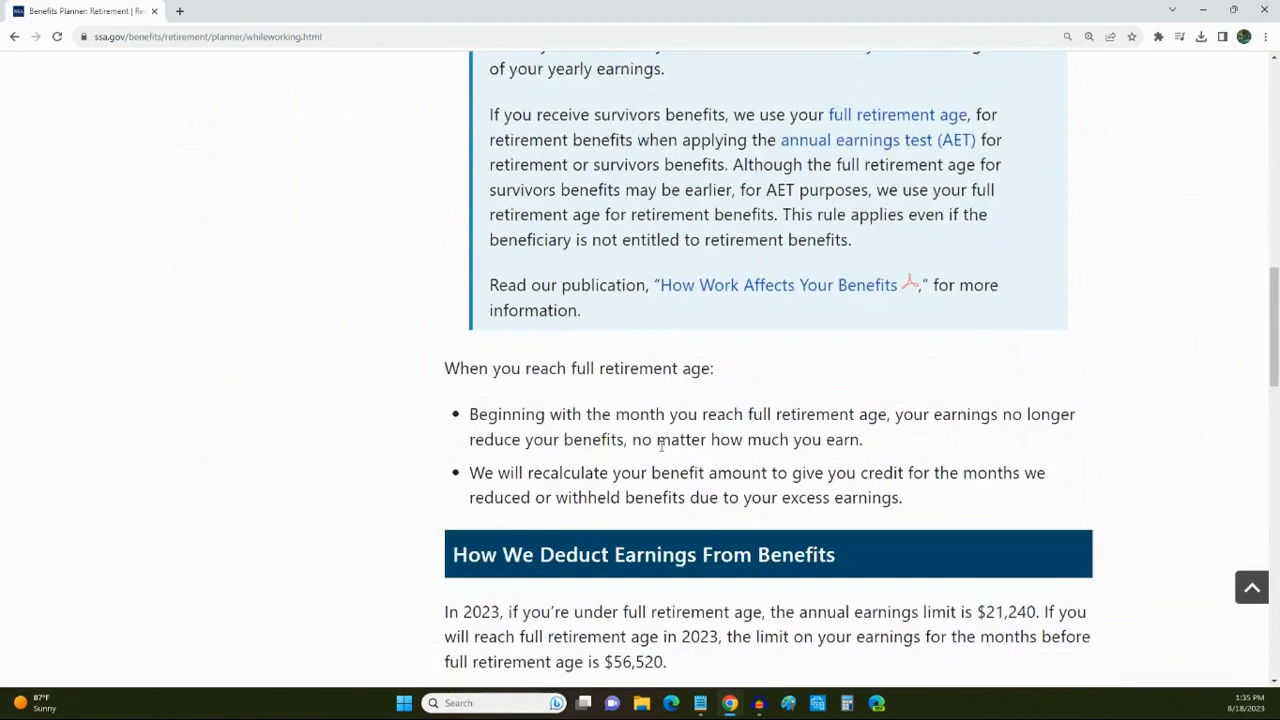 Benefits Planner: Retirement | Re
ssa.gov/benefits/retirement/planner/whileworking.html
of your yearly earnings.
If you receive survivors benefits, we use your full retirement age, for
retirement benefits when applying the annual earnings test (AET) for
retirement or survivors benefits. Although the full retirement age for
survivors benefits may be earlier, for AET purposes, we use your full
retirement age for retirement benefits. This rule applies even if the
beneficiary is not entitled to retirement benefits.
Read our publication, “How Work Affects Your Benefits ,“ for more
information.
When you reach full retirement age:
• Beginning with the month you reach full retirement age, your earnings no longer
reduce your benefits, no matter how much you earn.
• We will recalculate your benefit amount to give you credit for the months we
reduced or withheld benefits due to your excess earnings.
How We Deduct Earnings From Benefits
In 2023, if you’re under full retirement age, the annual earnings limit is $21,240. If you
will reach full retirement age in 2023, the limit on your earnings for the months before
full retirement age is $56,520.
87°F
Sunny
Search
1:35 PM
8/18/2023